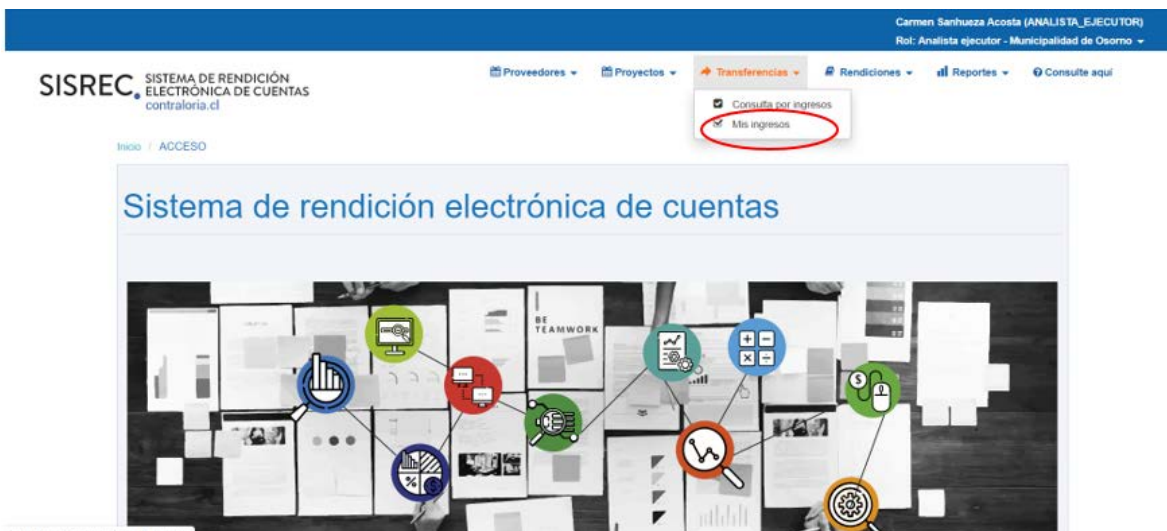 Carmen Sanhueza Acosta (ANALISTA_EJECUTOR)
Rol: Analista ejecutor - Municipalidad de Osorno
SISREC. SISTEMA DE RENDICIÓN
ELECTRÓNICA DE CUENTAS
contraloria.cl
Proveedores Proyectos Transferencias Rendiciones Reportes Consulte aquí
Consulta por ingresos
Mis ingresos
Inicio / ACCESO
Sistema de rendición electrónica de cuentas
BE
TEAMWORK